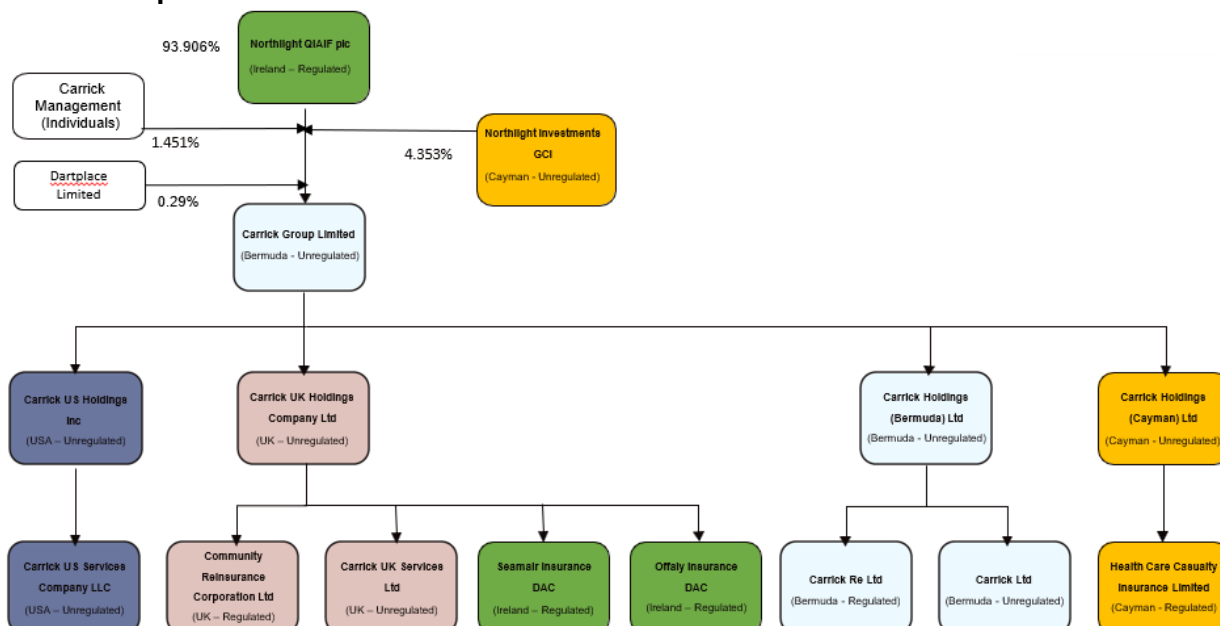 93.906%
Northlight QIAIF plc
(Ireland – Regulated)
Carrick
Management
(Individuals)
1.451%
4.353%
Northlight Investments
GCI
(Cayman - Unregulated)
Dartplace
Limited
0.29%
Carrick Group Limited
(Bermuda - Unregulated)
Carrick US Holdings
Inc
(USA – Unregulated)
Carrick UK Holdings
Company Ltd
(UK – Unregulated)
Carrick Holdings
(Bermuda) Ltd
(Bermuda - Unregulated)
Carrick Holdings
(Cayman) Ltd
(Cayman - Unregulated)
Carrick US Services
Company LLC
(USA – Unregulated)
Community
Reinsurance
Corporation Ltd
(UK – Regulated)
Carrick UK Services
Ltd
(UK – Unregulated)
Seamair Insurance
DAC
(Ireland – Regulated)
Offaly Insurance
DAC
(Ireland – Regulated)
Carrick Re Ltd
(Bermuda - Regulated)
Carrick Ltd
(Bermuda - Unregulated)
Health Care Casualty
Insurance Limited
(Cayman - Regulated)